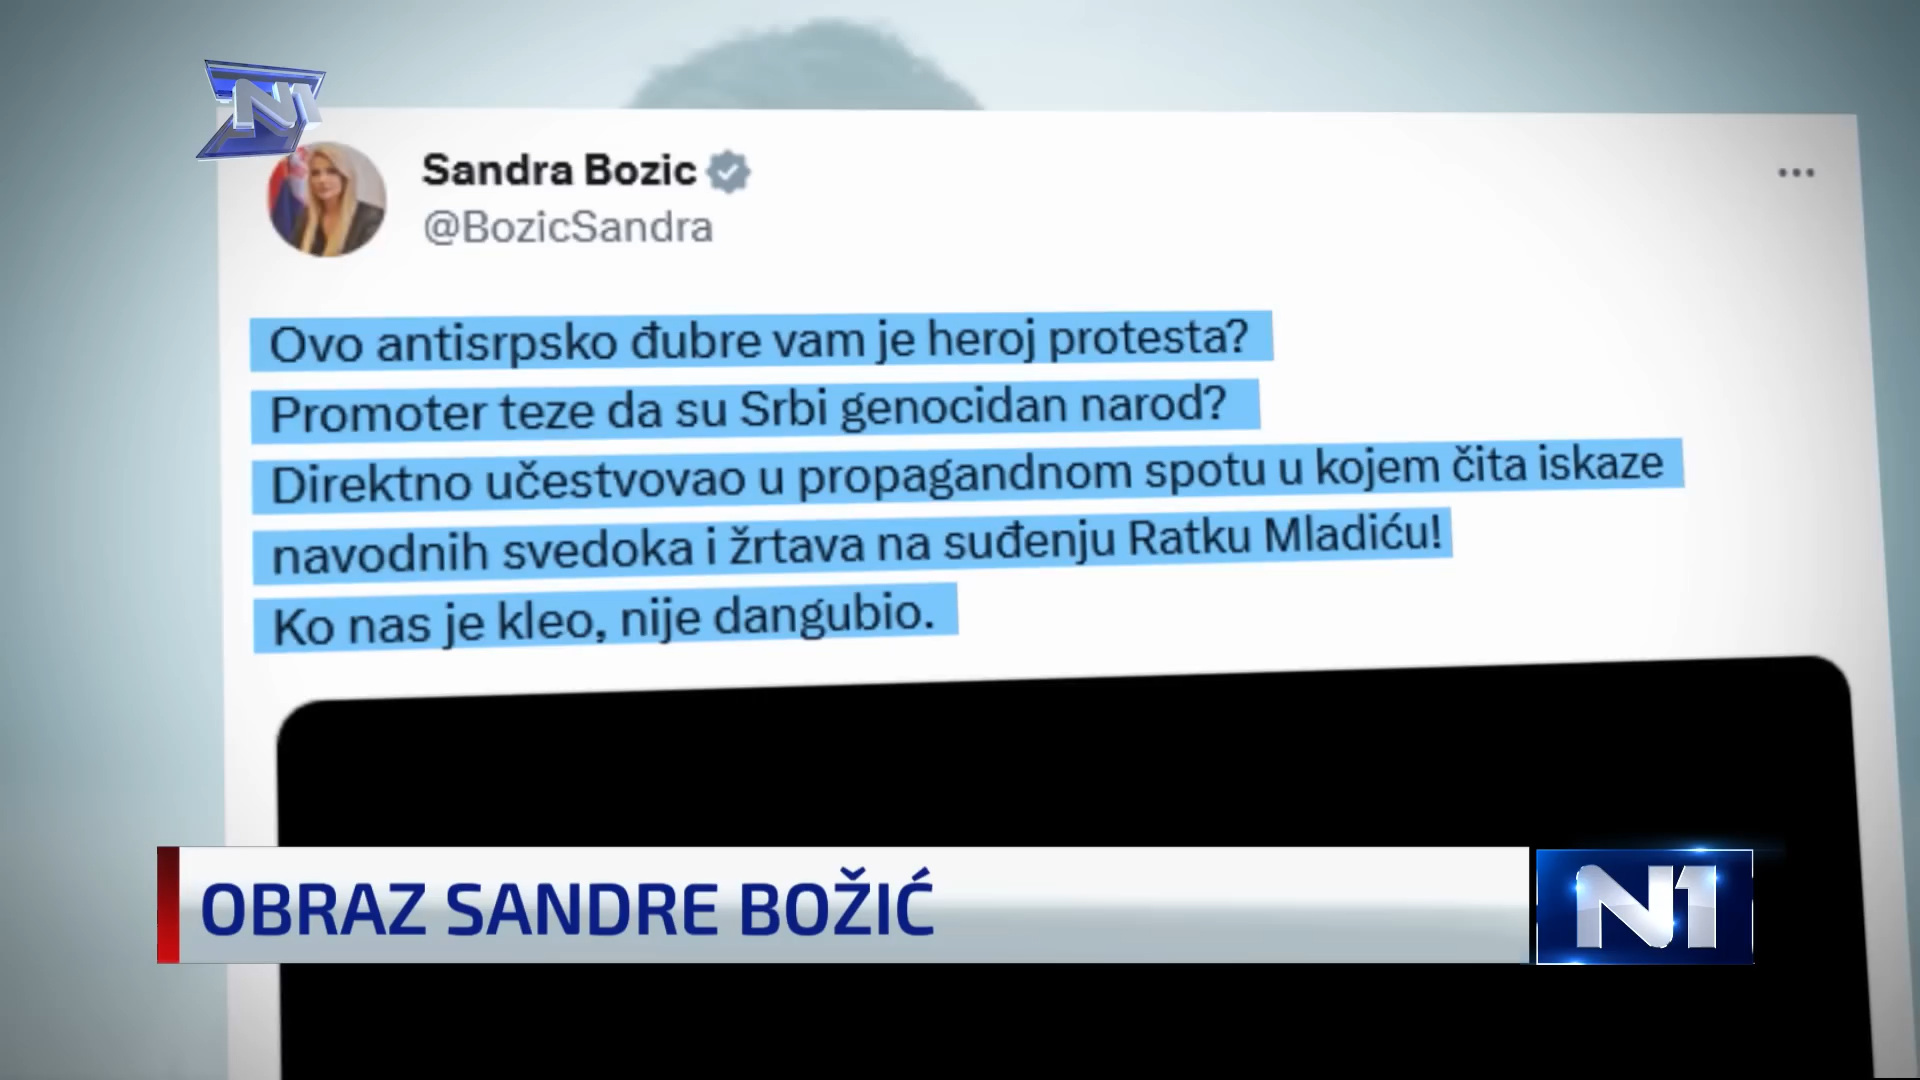 N1
Sandra Bozic
@BozicSandra
Ovo antisrpsko đubre vam je heroj protesta?
Promoter teze da su Srbi genocidan narod?
Direktno učestvovao u propagandnom spotu u kojem čita iskaze
navodnih svedoka i žrtava na suđenju Ratku Mladiću!
Ko nas je kleo, nije dangubio.
OBRAZ SANDRE BOŽIĆ
N1